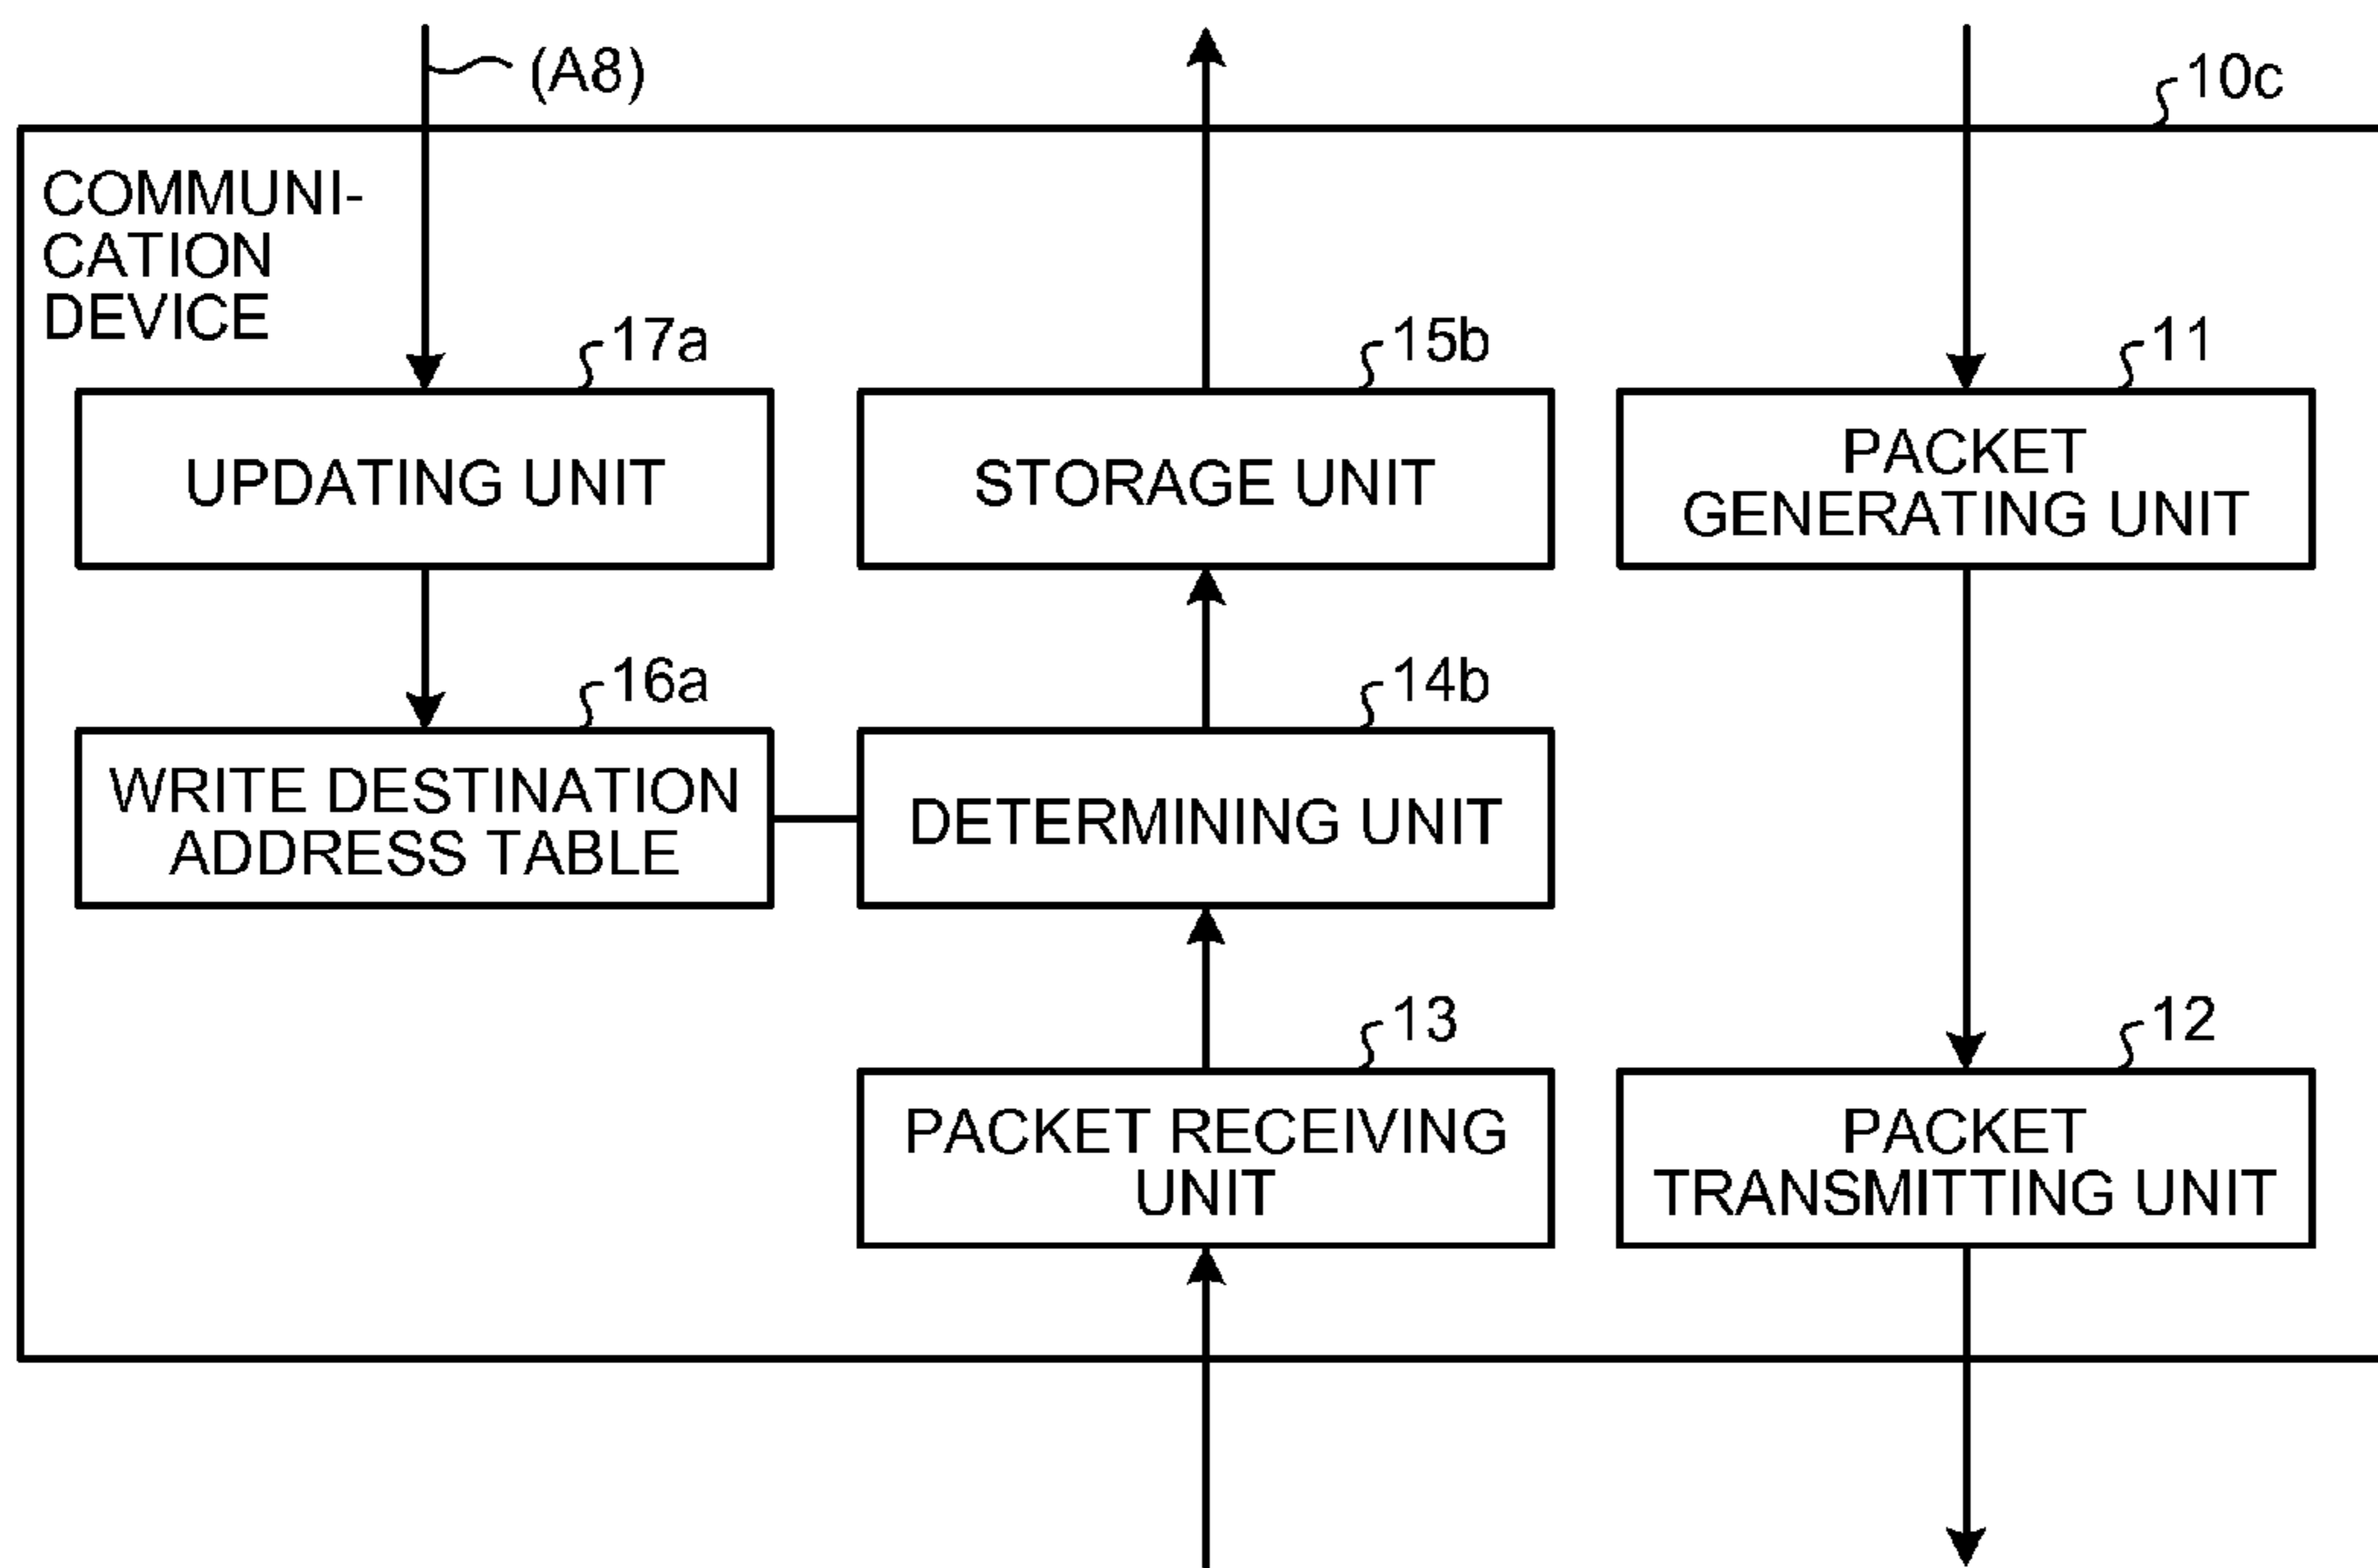 (A8)
10c
COMMUNI-
CATION
DEVICE
17a
15b
11
UPDATING UNIT
STORAGE UNIT
PACKET
GENERATING UNIT
16a
14b
WRITE DESTINATION
ADDRESS TABLE
DETERMINING UNIT
13
12
PACKET RECEIVING
UNIT
PACKET
TRANSMITTING UNIT